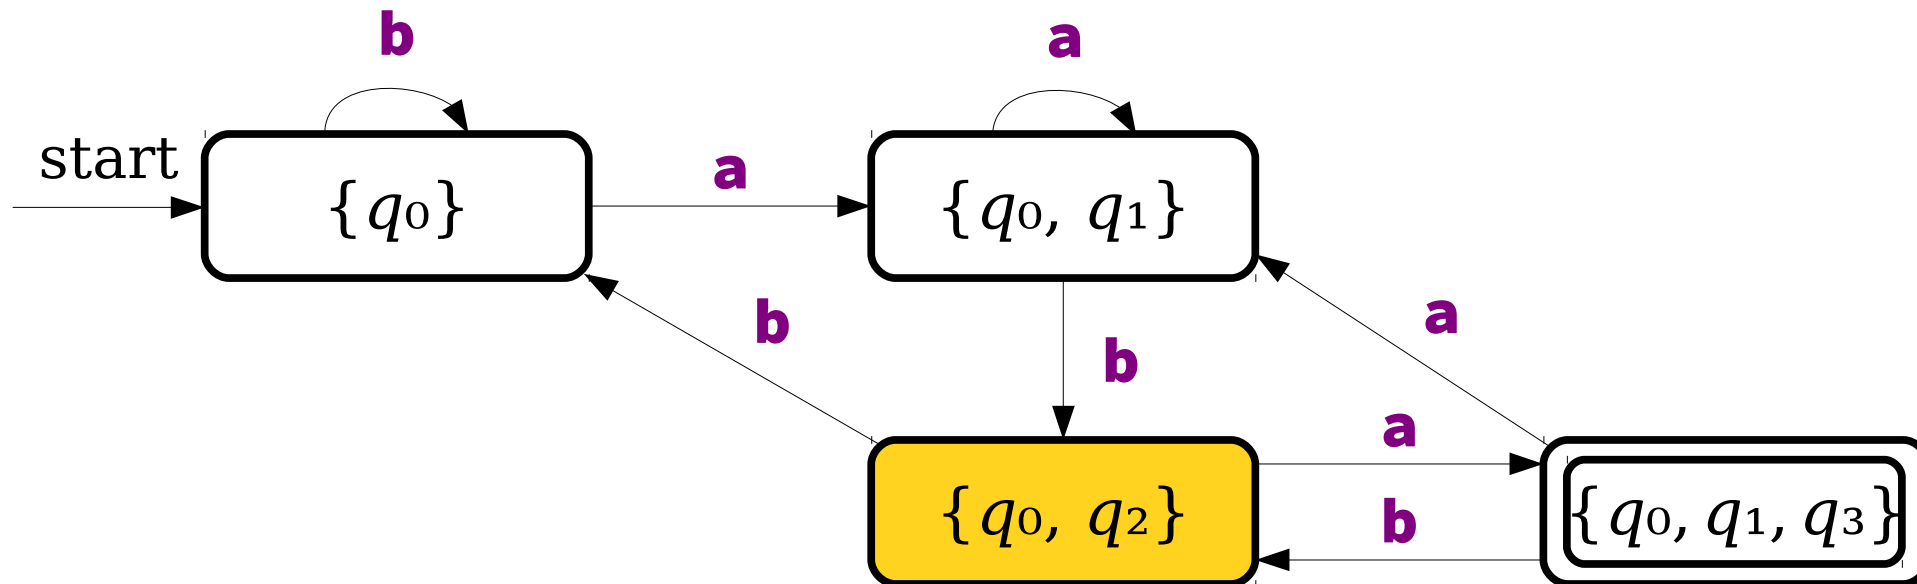 b
a
start
{q₀}
a
{q₀, q₁}
b
b
a
{q₀, q₂}
a
b
{q₀, q₁, q₃}